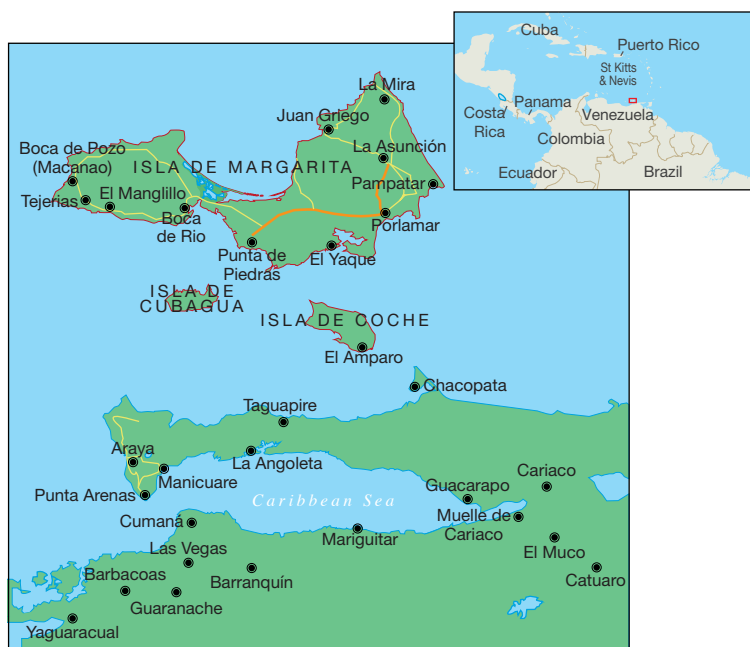 Cuba
Puerto Rico
St Kitts
& Nevis
Costa
Rica
Panama
Venezuela
Colombia
Ecuador
Brazil
La Mira
Juan Griego
La Asunción
Boca de Pozo
(Macanao)
ISLA DE MARGARITA
Pampatar
Tejerias
El Manglillo
Boca
de Rio
Porlamar
Punta de
Piedras
El Yaque
ISLA DE
CUBAGUA
ISLA DE COCHE
El Amparo
Chacopata
Taguapire
Araya
La Angoleta
Manicuare
Cariaco
Punta Arenas
Caribbean Sea
Guacarapo
Cumaná
Mariguitar
Muelle de
Cariaco
Las Vegas
El Muco
Barbacoas
Barranquín
Catuaro
Guaranache
Yaguaracual